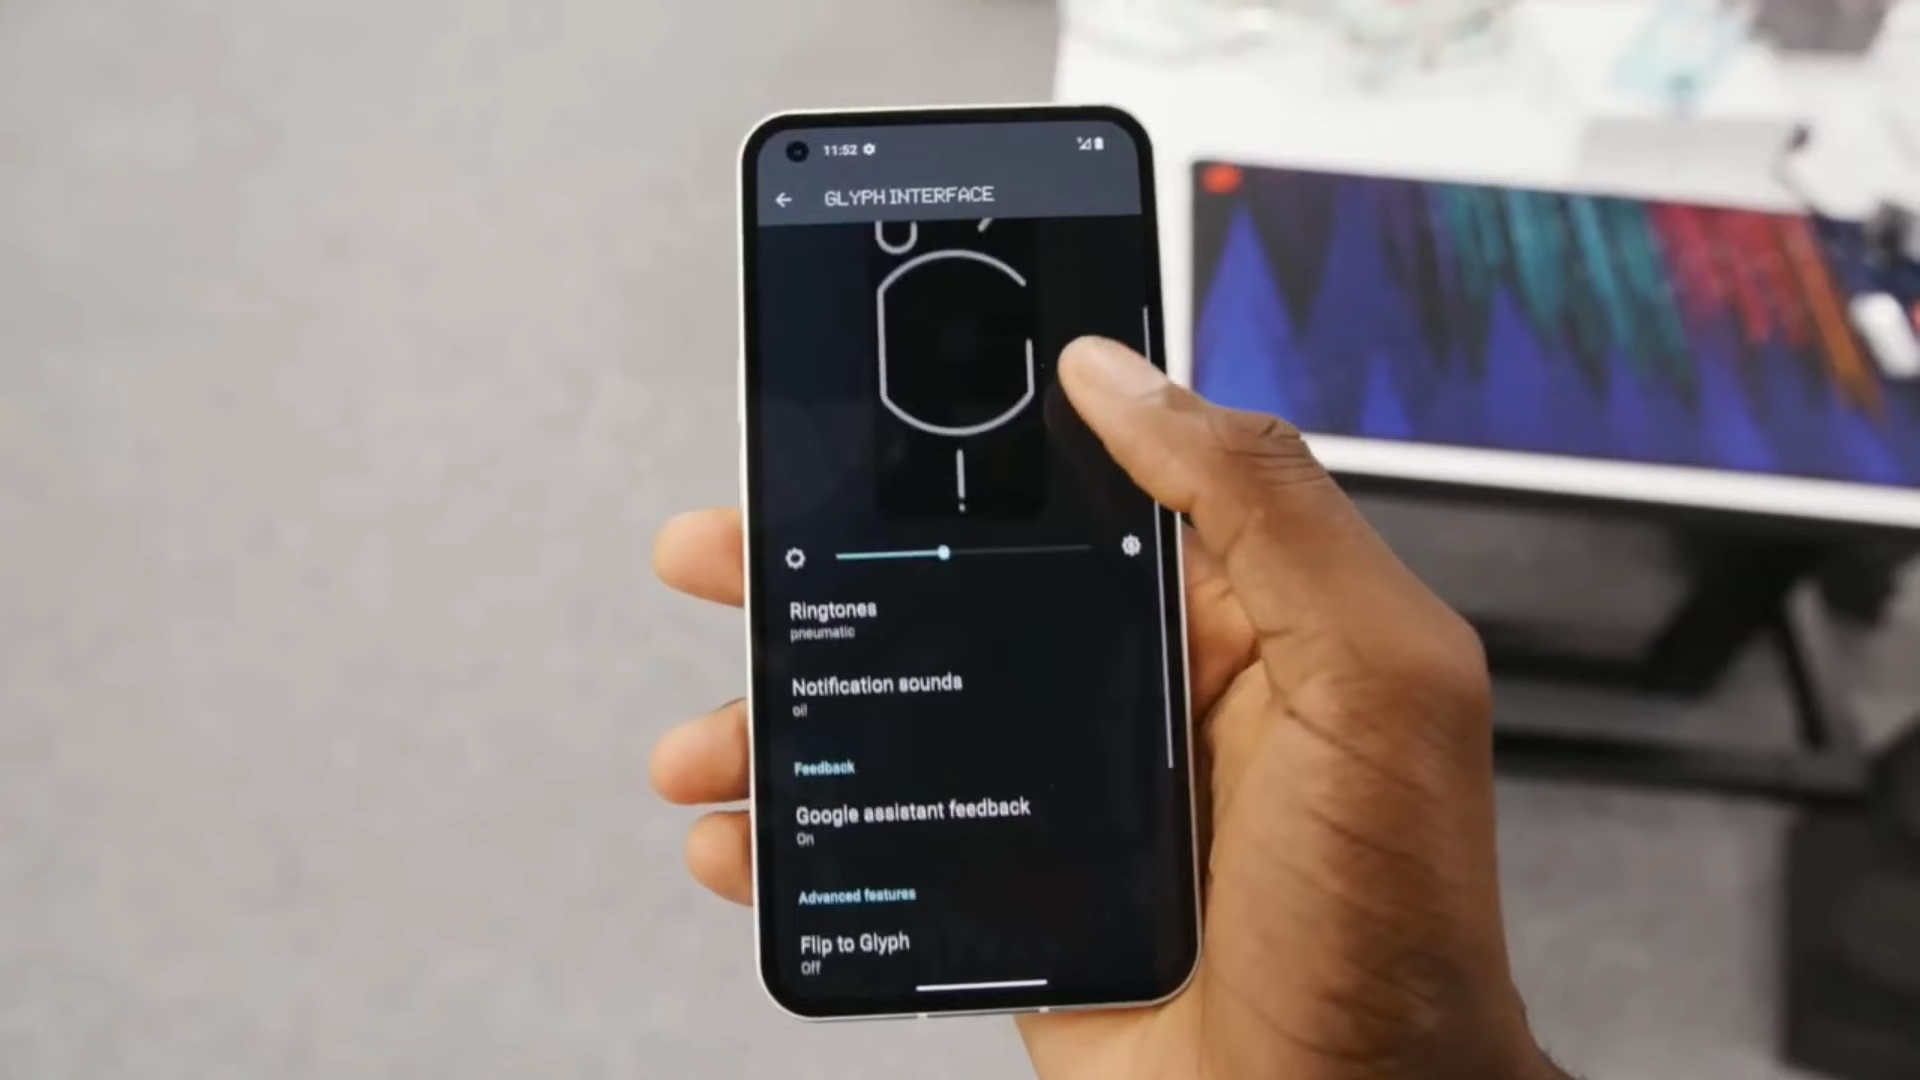 11:52
GLYPH INTERFACE
Ringtones
pneumatic
Notification sounds
oi!
Feedback
Google assistant feedback
On
Advanced features
Flip to Glyph
Off